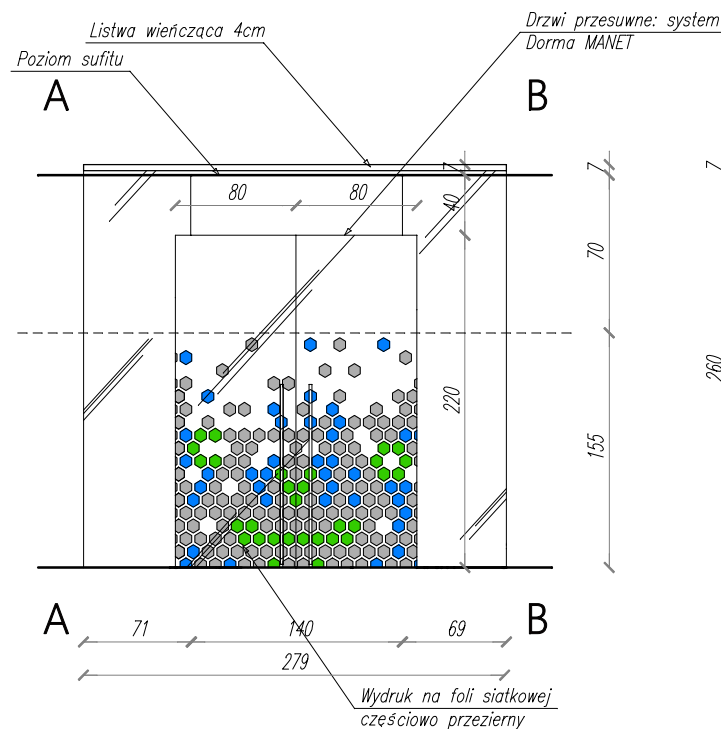 Listwa wieńcząca 4cm
Drzwi przesuwne: system
Dorma MANET
Poziom sufitu
A
B
7
7
7
80
80
40
70
220
260
155
A
B
71
140
69
279
Wydruk na foli siatkowej
częściowo przezierny